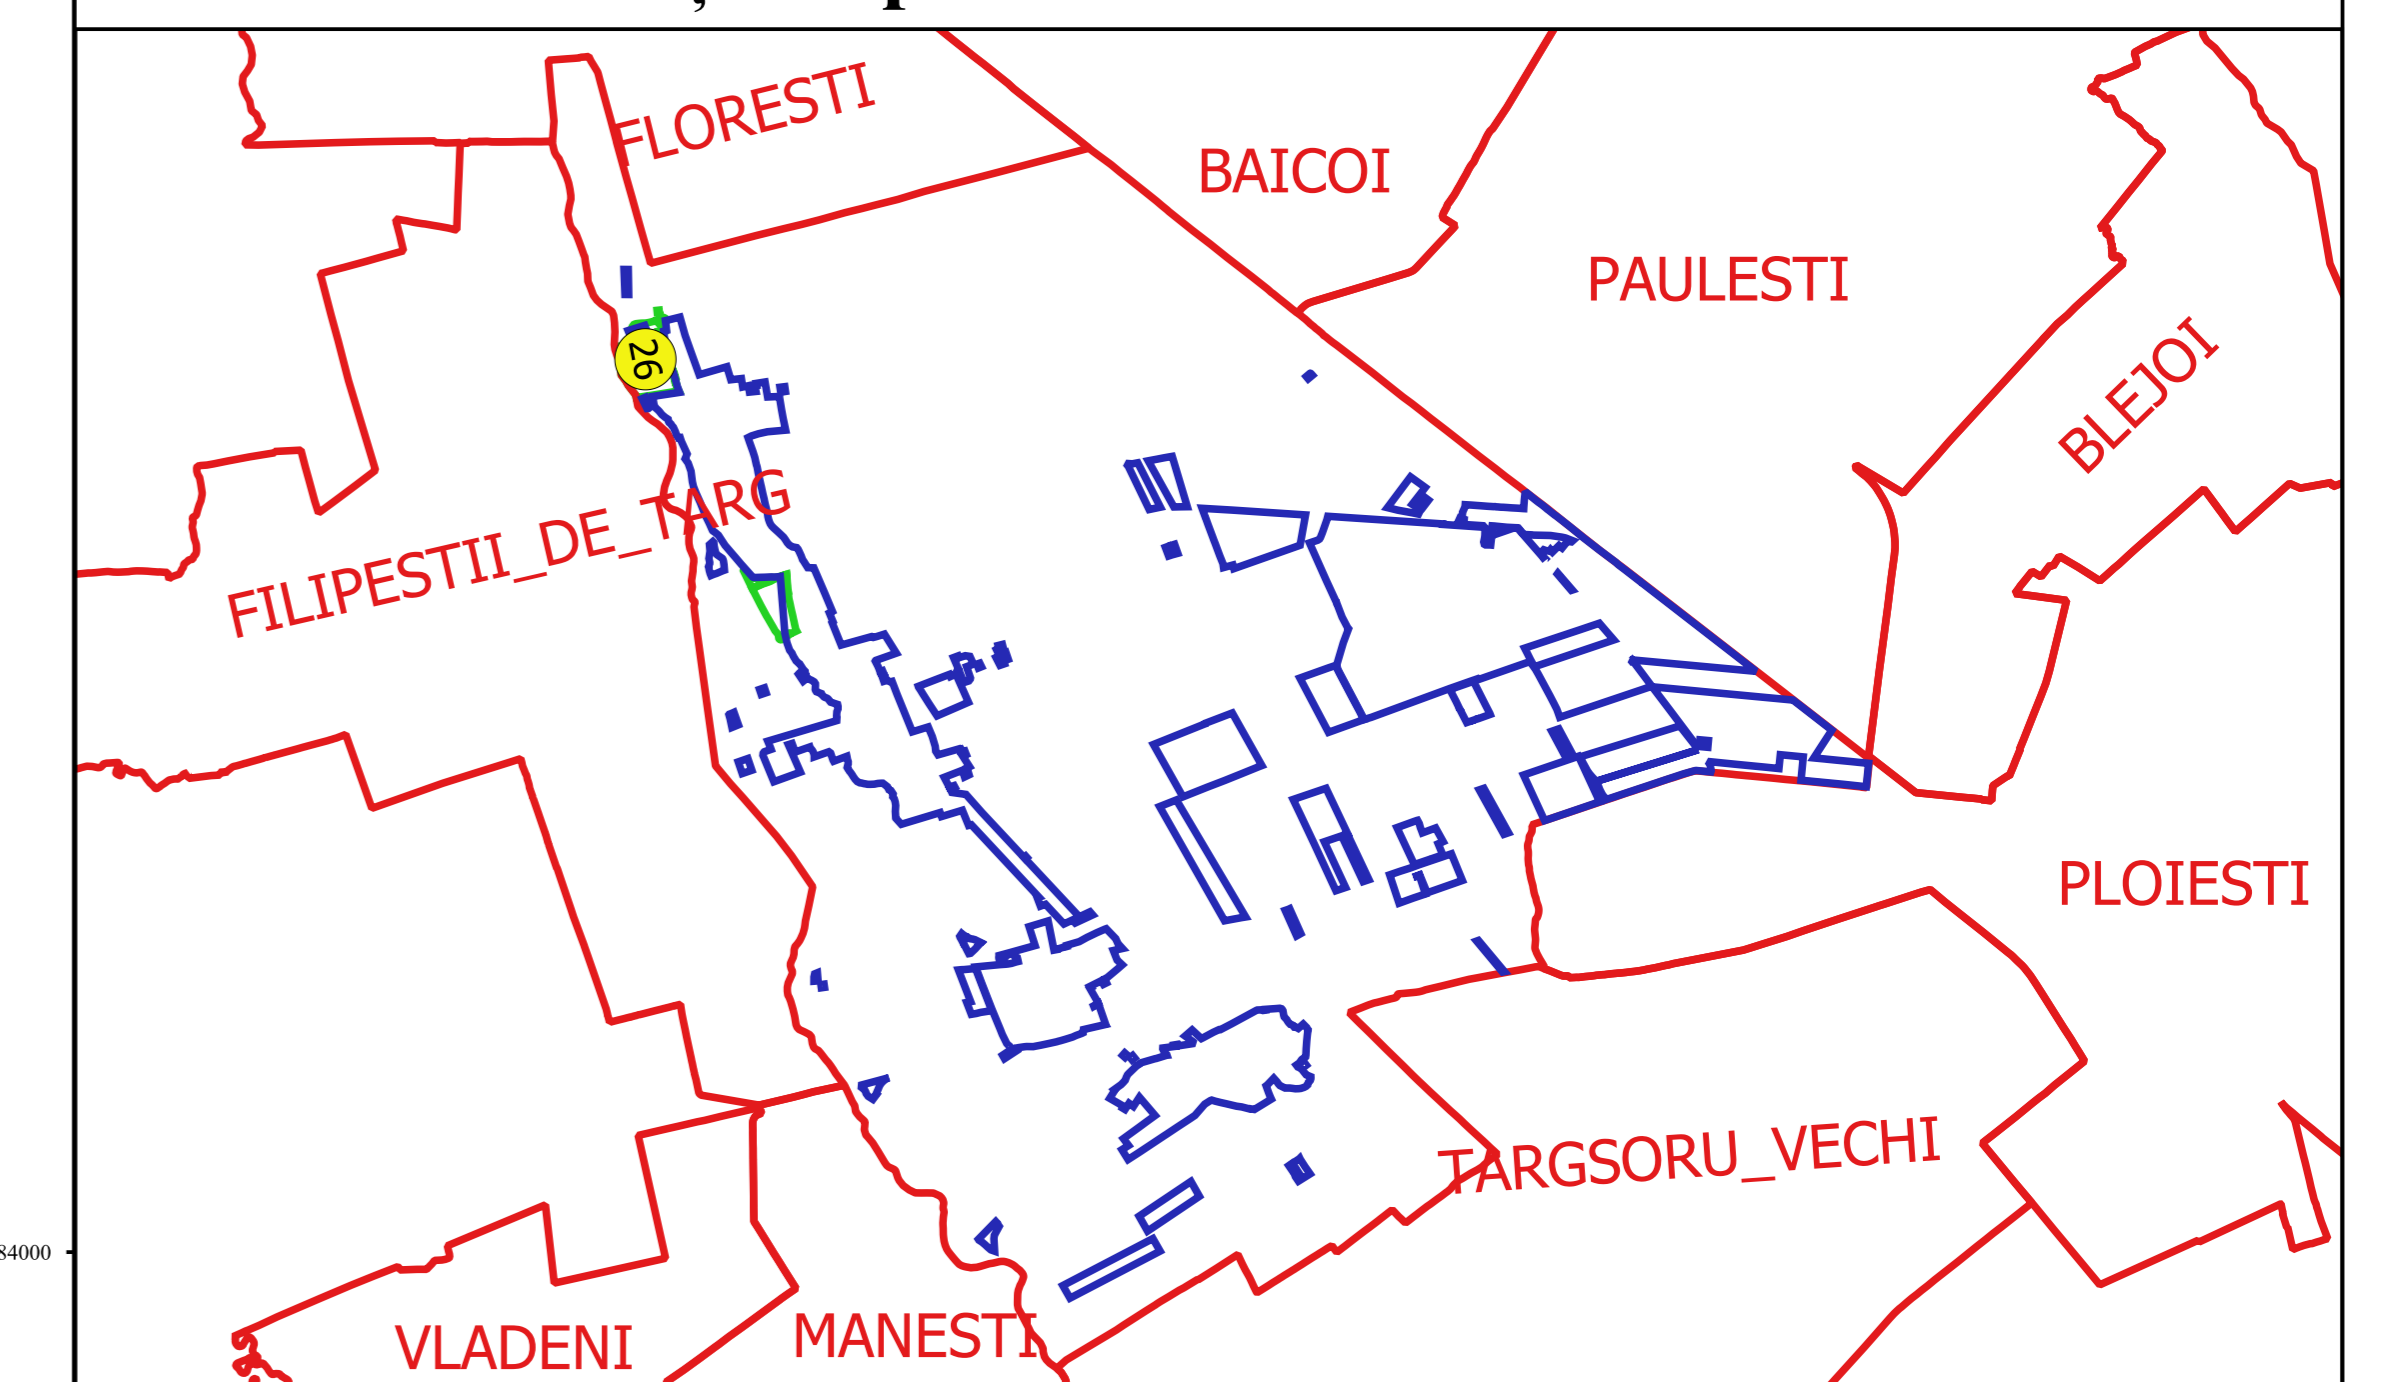 FLORESTI
BAICOI
PAULESTI
BLEJOI
26
FILIPESTII_DE_TARG
PLOIESTI
TARGSORU_VECHI
84000
VLADENI
MANESTI